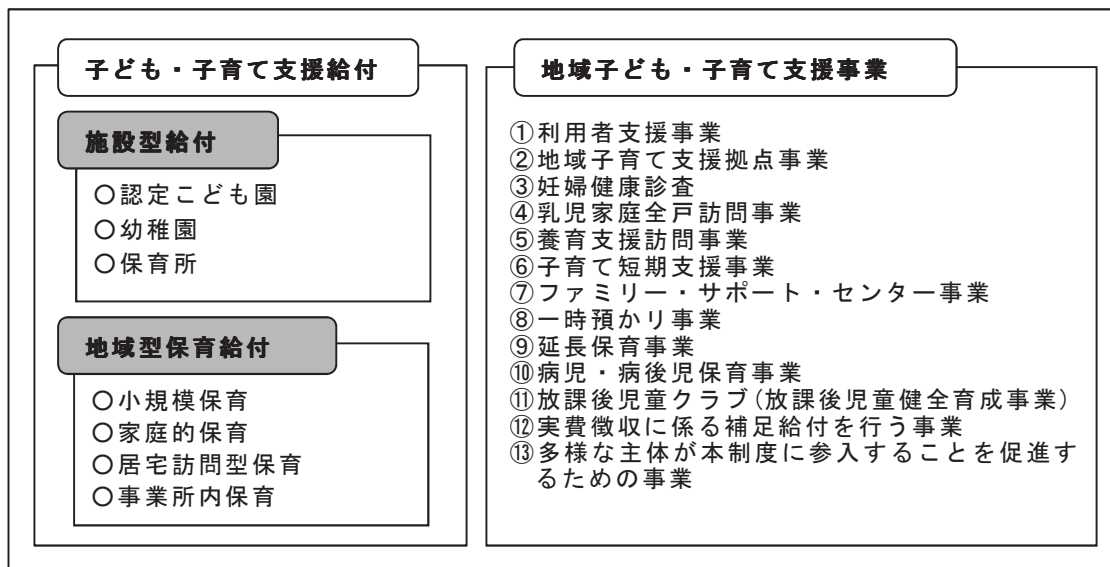 子ども・子育て支援給付
施設型給付
○認定こども園
○幼稚園
○保育所
地域型保育給付
○小規模保育
○家庭的保育
○居宅訪問型保育
○事業所内保育
地域子ども・子育て支援事業
①利用者支援事業
②地域子育て支援拠点事業
③妊婦健康診査
④乳児家庭全戸訪問事業
⑤養育支援訪問事業
⑥子育て短期支援事業
⑦ファミリー・サポート・センター事業
⑧一時預かり事業
⑨延長保育事業
⑩病児・病後児保育事業
⑪放課後児童クラブ(放課後児童健全育成事業)
⑫実費徴収に係る補足給付を行う事業
⑬多様な主体が本制度に参入することを促進す
るための事業